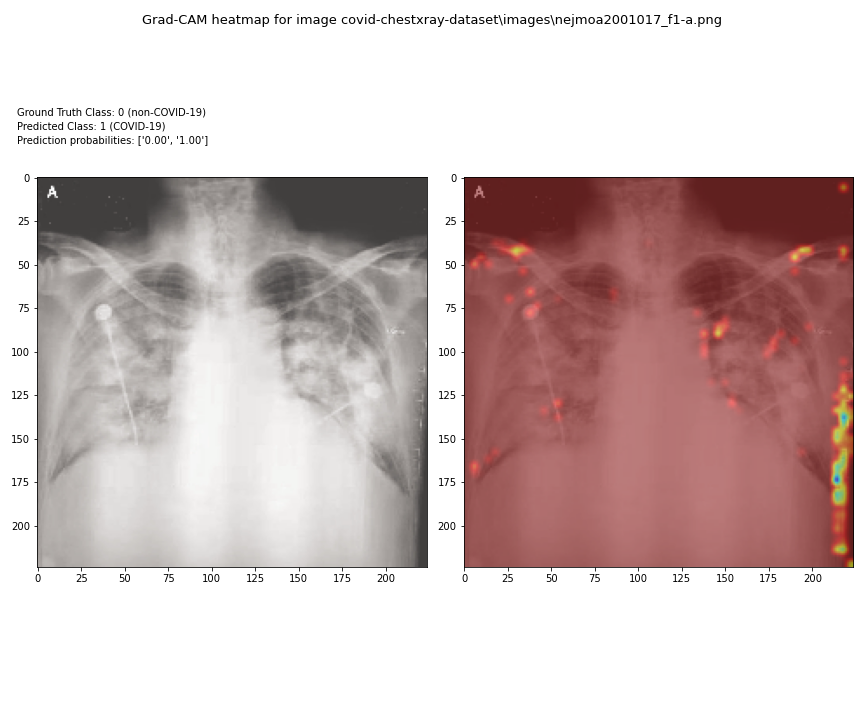 Grad-CAM heatmap for image covid-chestxray-dataset\images\nejmoa2001017_f1-a.png
Ground Truth Class: 0 (non-COVID-19)
Predicted Class: 1 (COVID-19)
Prediction probabilities: ['0.00', '1.00']
A
0
25
50
75
100
125
150
175
200
0 25 50 75 100 125 150 175 200
A
0
25
50
75
100
125
150
175
200
0 25 50 75 100 125 150 175 200